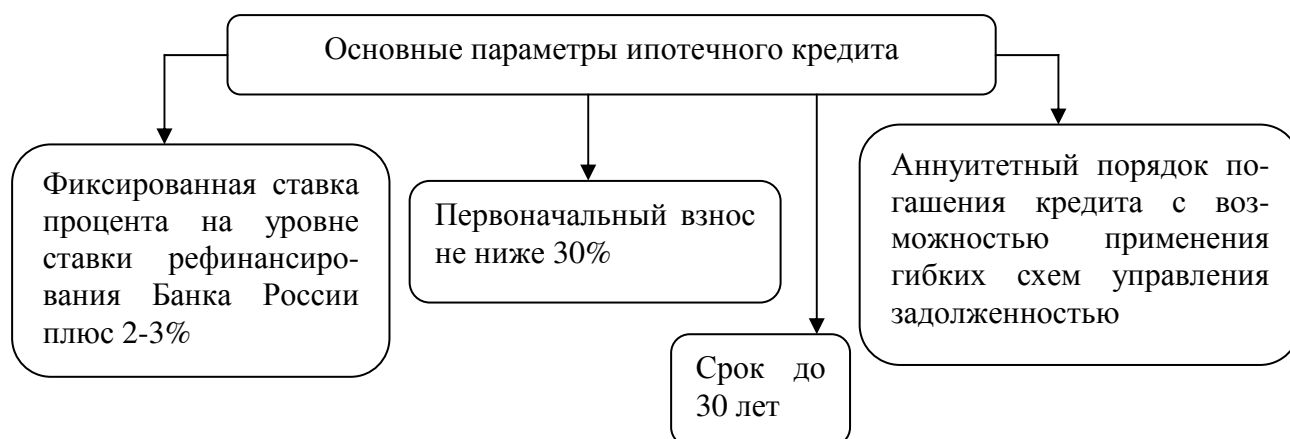 Основные параметры ипотечного кредита
Фиксированная ставка
процента на уровне
ставки рефинансиро-
вания Банка России
плюс 2-3%
Первоначальный взнос
не ниже 30%
Срок до
30 лет
Аннуитетный порядок по-
гашения кредита с воз-
можностью применения
гибких схем управления
задолженностью